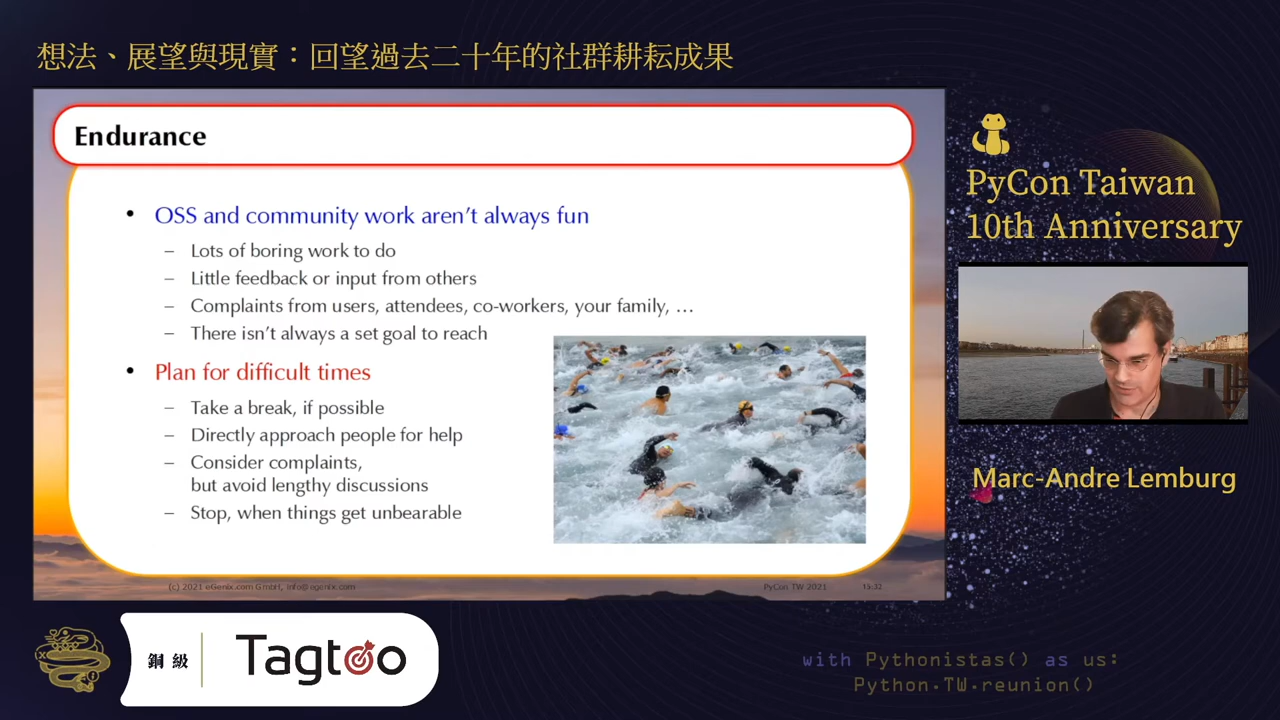 想法、展望與現實：回望過去二十年的社群耕耘成果
Endurance
• OSS and community work aren't always fun
– Lots of boring work to do
– Little feedback or input from others
– Complaints from users, attendees, co-workers, your family, …
– There isn't always a set goal to reach
• Plan for difficult times
– Take a break, if possible
– Directly approach people for help
– Consider complaints,
but avoid lengthy discussions
– Stop, when things get unbearable
(c) 2021 eGenix.com GmbH, info@egenix.com
PyCon TW 2021
PyCon Taiwan
10th Anniversary
Marc-Andre Lemburg
銅級
Tagtoo
with Pythonistas() as us:
Python.TW.reunion()